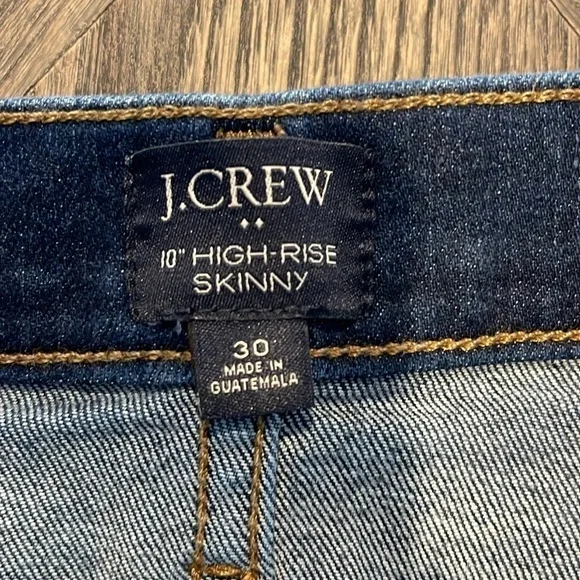 J.CREW
10" HIGH-RISE
SKINNY
30
MADE IN
GUATEMALA